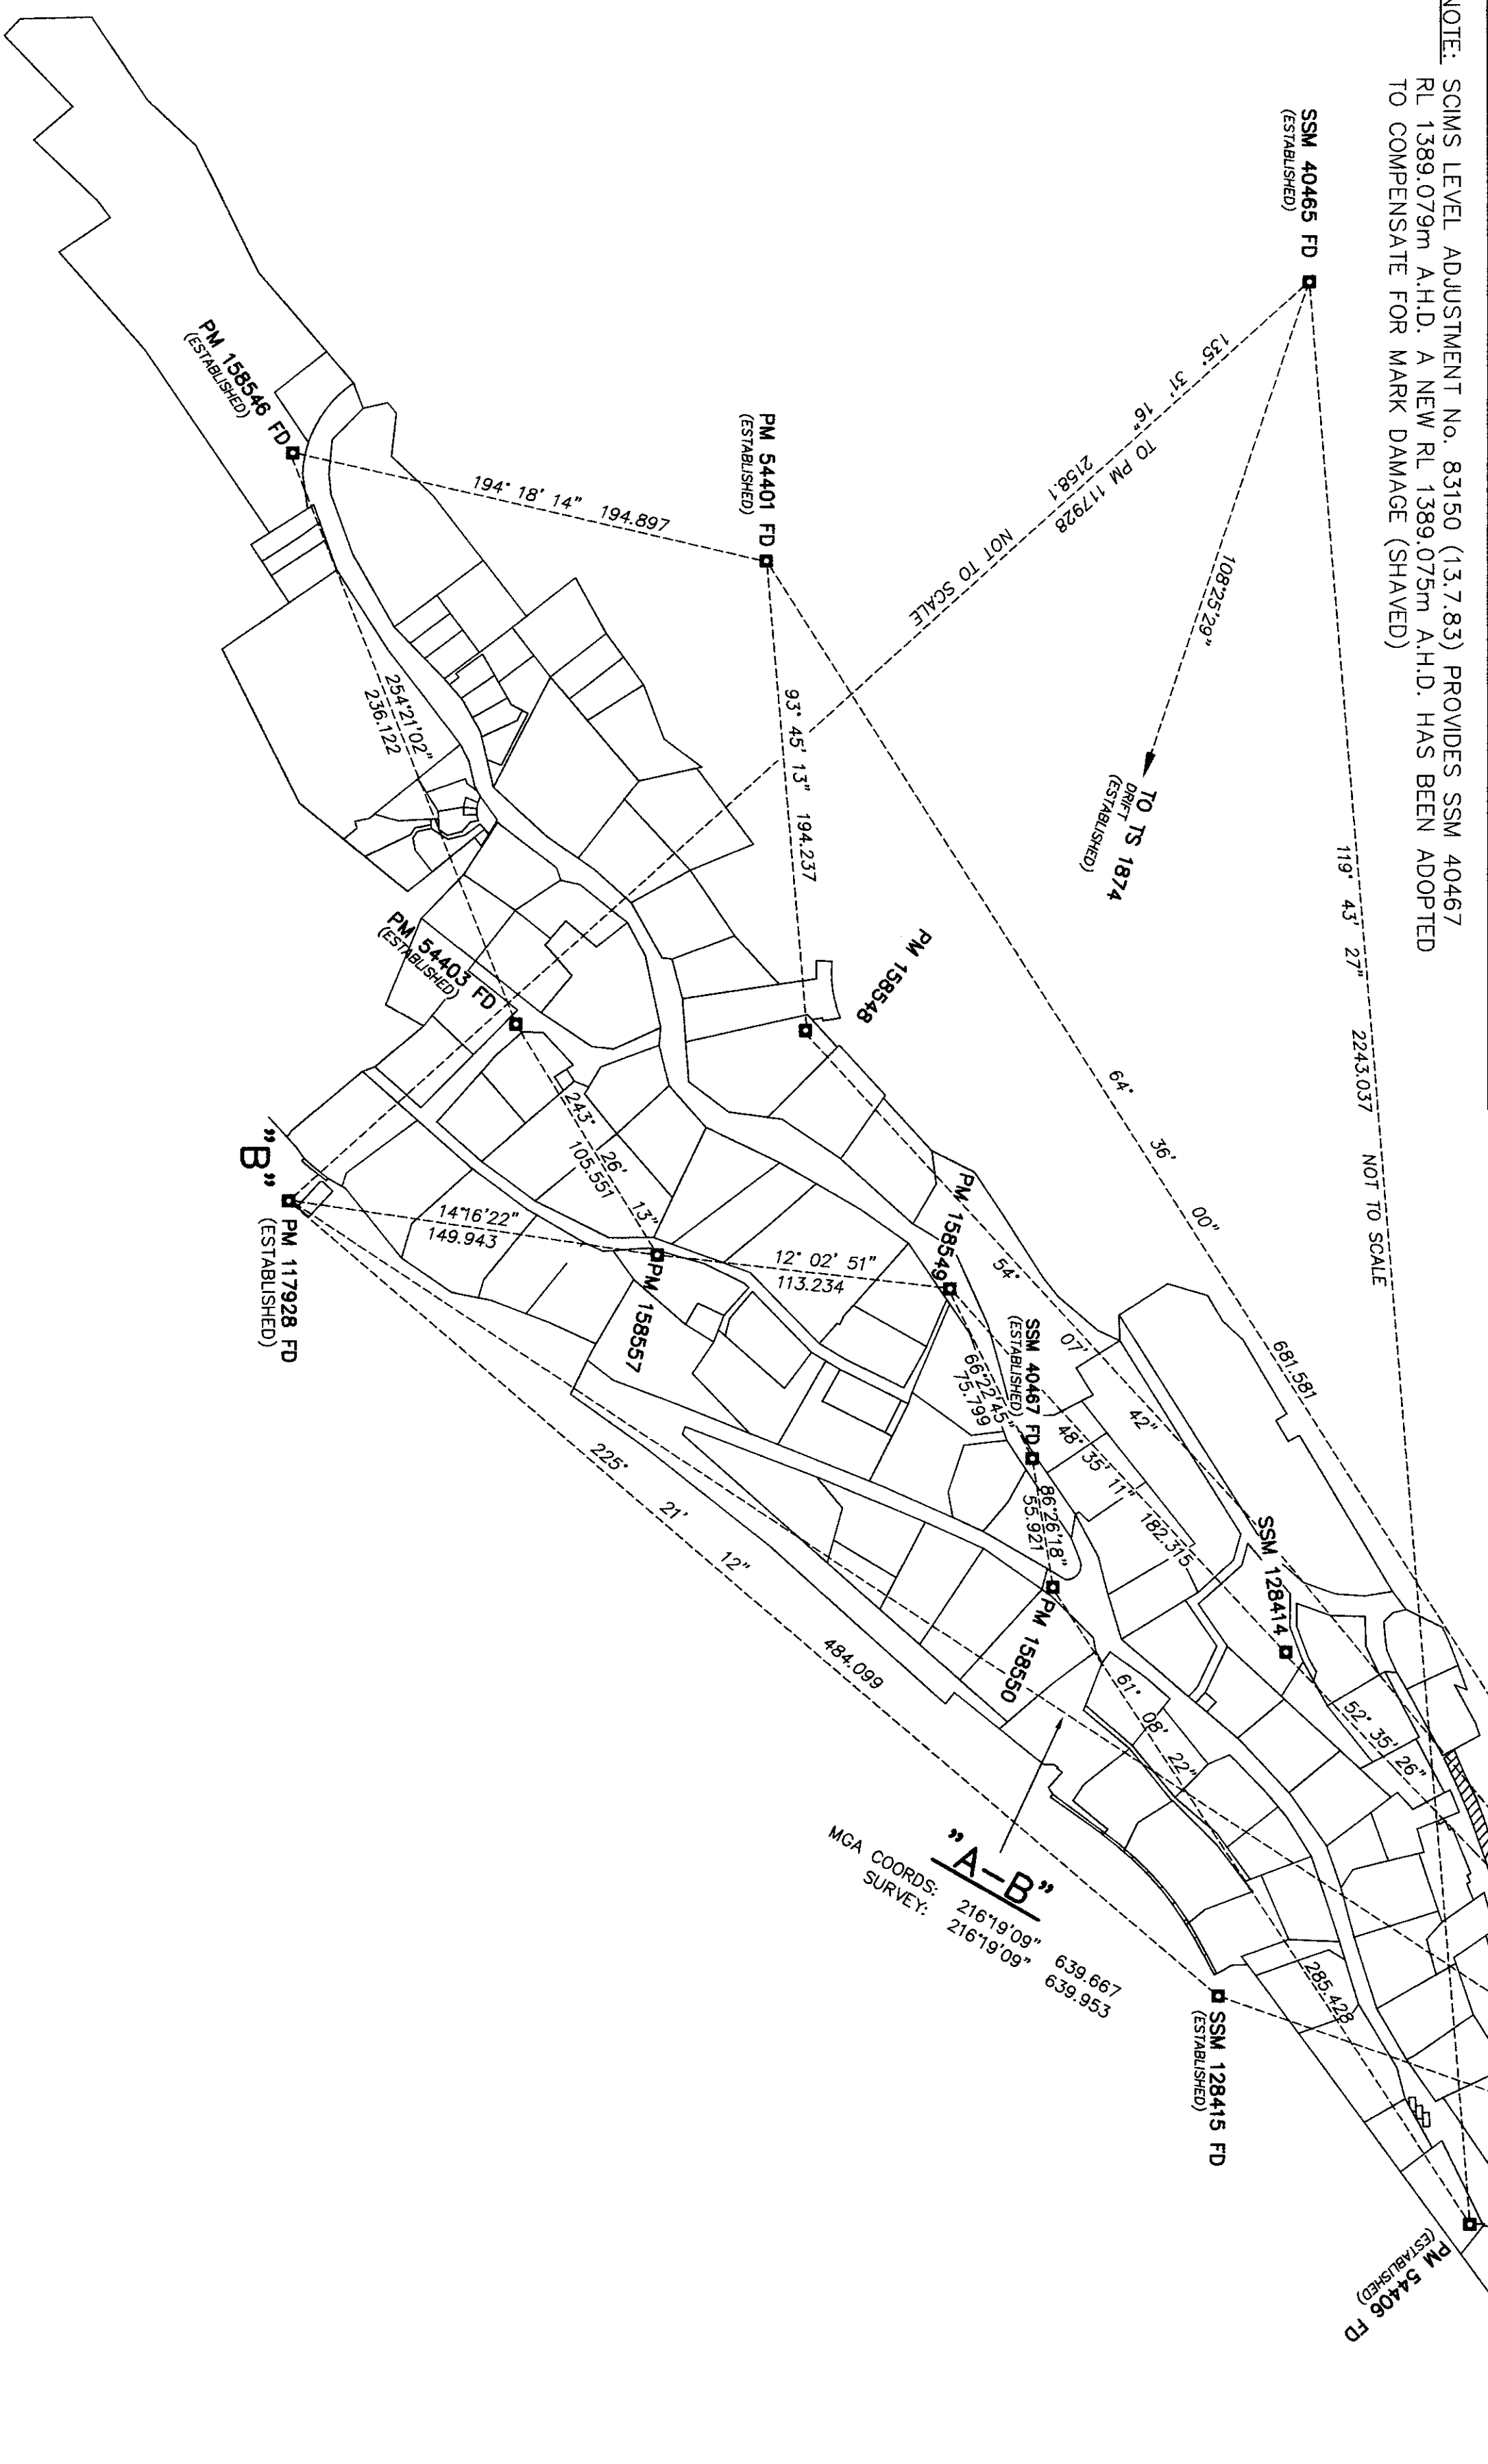 NOTE: SCIMS LEVEL ADJUSTMENT No. 83150 (13.7.83) PROVIDES SSM 40467
RL 1389.079m A.H.D. A NEW RL 1389.075m A.H.D. HAS BEEN ADOPTED
TO COMPENSATE FOR MARK DAMAGE (SHAVED)
SSM 40465 FD
(ESTABLISHED)
119° 43' 27" 2243.037 NOT TO SCALE
108°25'29"
TO TS 1874
DRIFT
(ESTABLISHED)
135° 31' 16" TO PM 117928
2158.1
NOT TO SCALE
PM 54401 FD
(ESTABLISHED)
194° 18' 14" 194.897
93° 45' 13" 194.237
64° 36' 00" 681.581
PM 158546 FD
(ESTABLISHED)
254°21'02"
236.122
PM 158548
54° 07' 42"
PM 54403 FD
(ESTABLISHED)
243° 26' 13"
105.551
"B"
PM 117928 FD
(ESTABLISHED)
14°16'22"
149.943
PM 158557
12° 02' 51"
113.234
PM 158549
66°22'45"
75.799
SSM 40467 FD
(ESTABLISHED)
48° 35' 11"
182.315
86°26'18"
55.921
PM 158550
SSM 128414
52° 35' 26"
61° 08' 22"
285.428
225° 21' 12"
484.099
"A–B"
MGA COORDS: 216°19'09" 639.667
SURVEY: 216°19'09" 639.953
SSM 128415 FD
(ESTABLISHED)
PM 54406 FD
(ESTABLISHED)